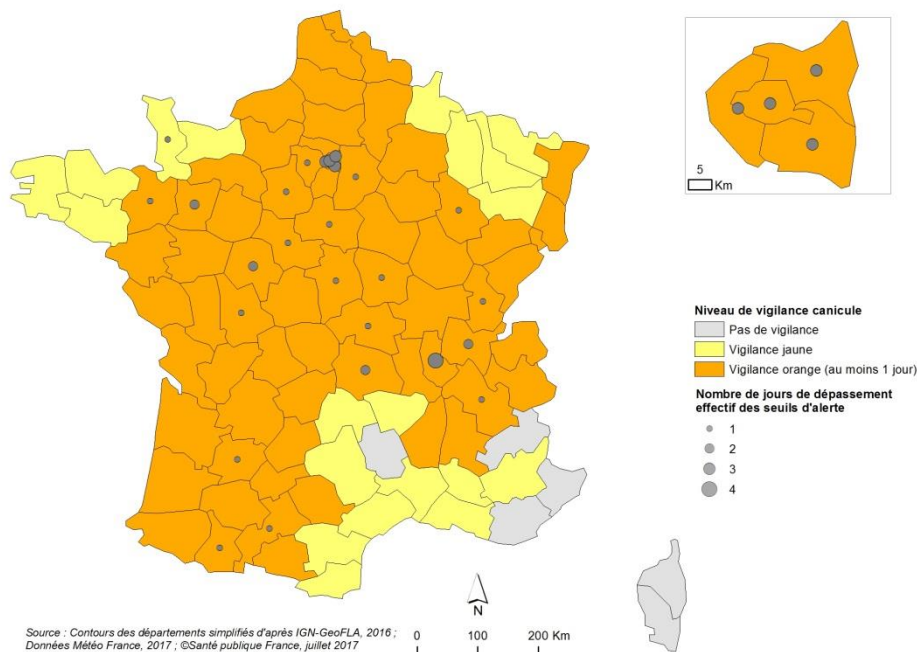 5
Km
Niveau de vigilance canicule
Pas de vigilance
Vigilance jaune
Vigilance orange (au moins 1 jour)
Nombre de jours de dépassement
effectif des seuils d'alerte
1
2
3
4
N
0 100 200 Km
Source : Contours des départements simplifiés d'après IGN-GeoFLA, 2016 ;
Données Météo France, 2017 ; ©Santé publique France, juillet 2017